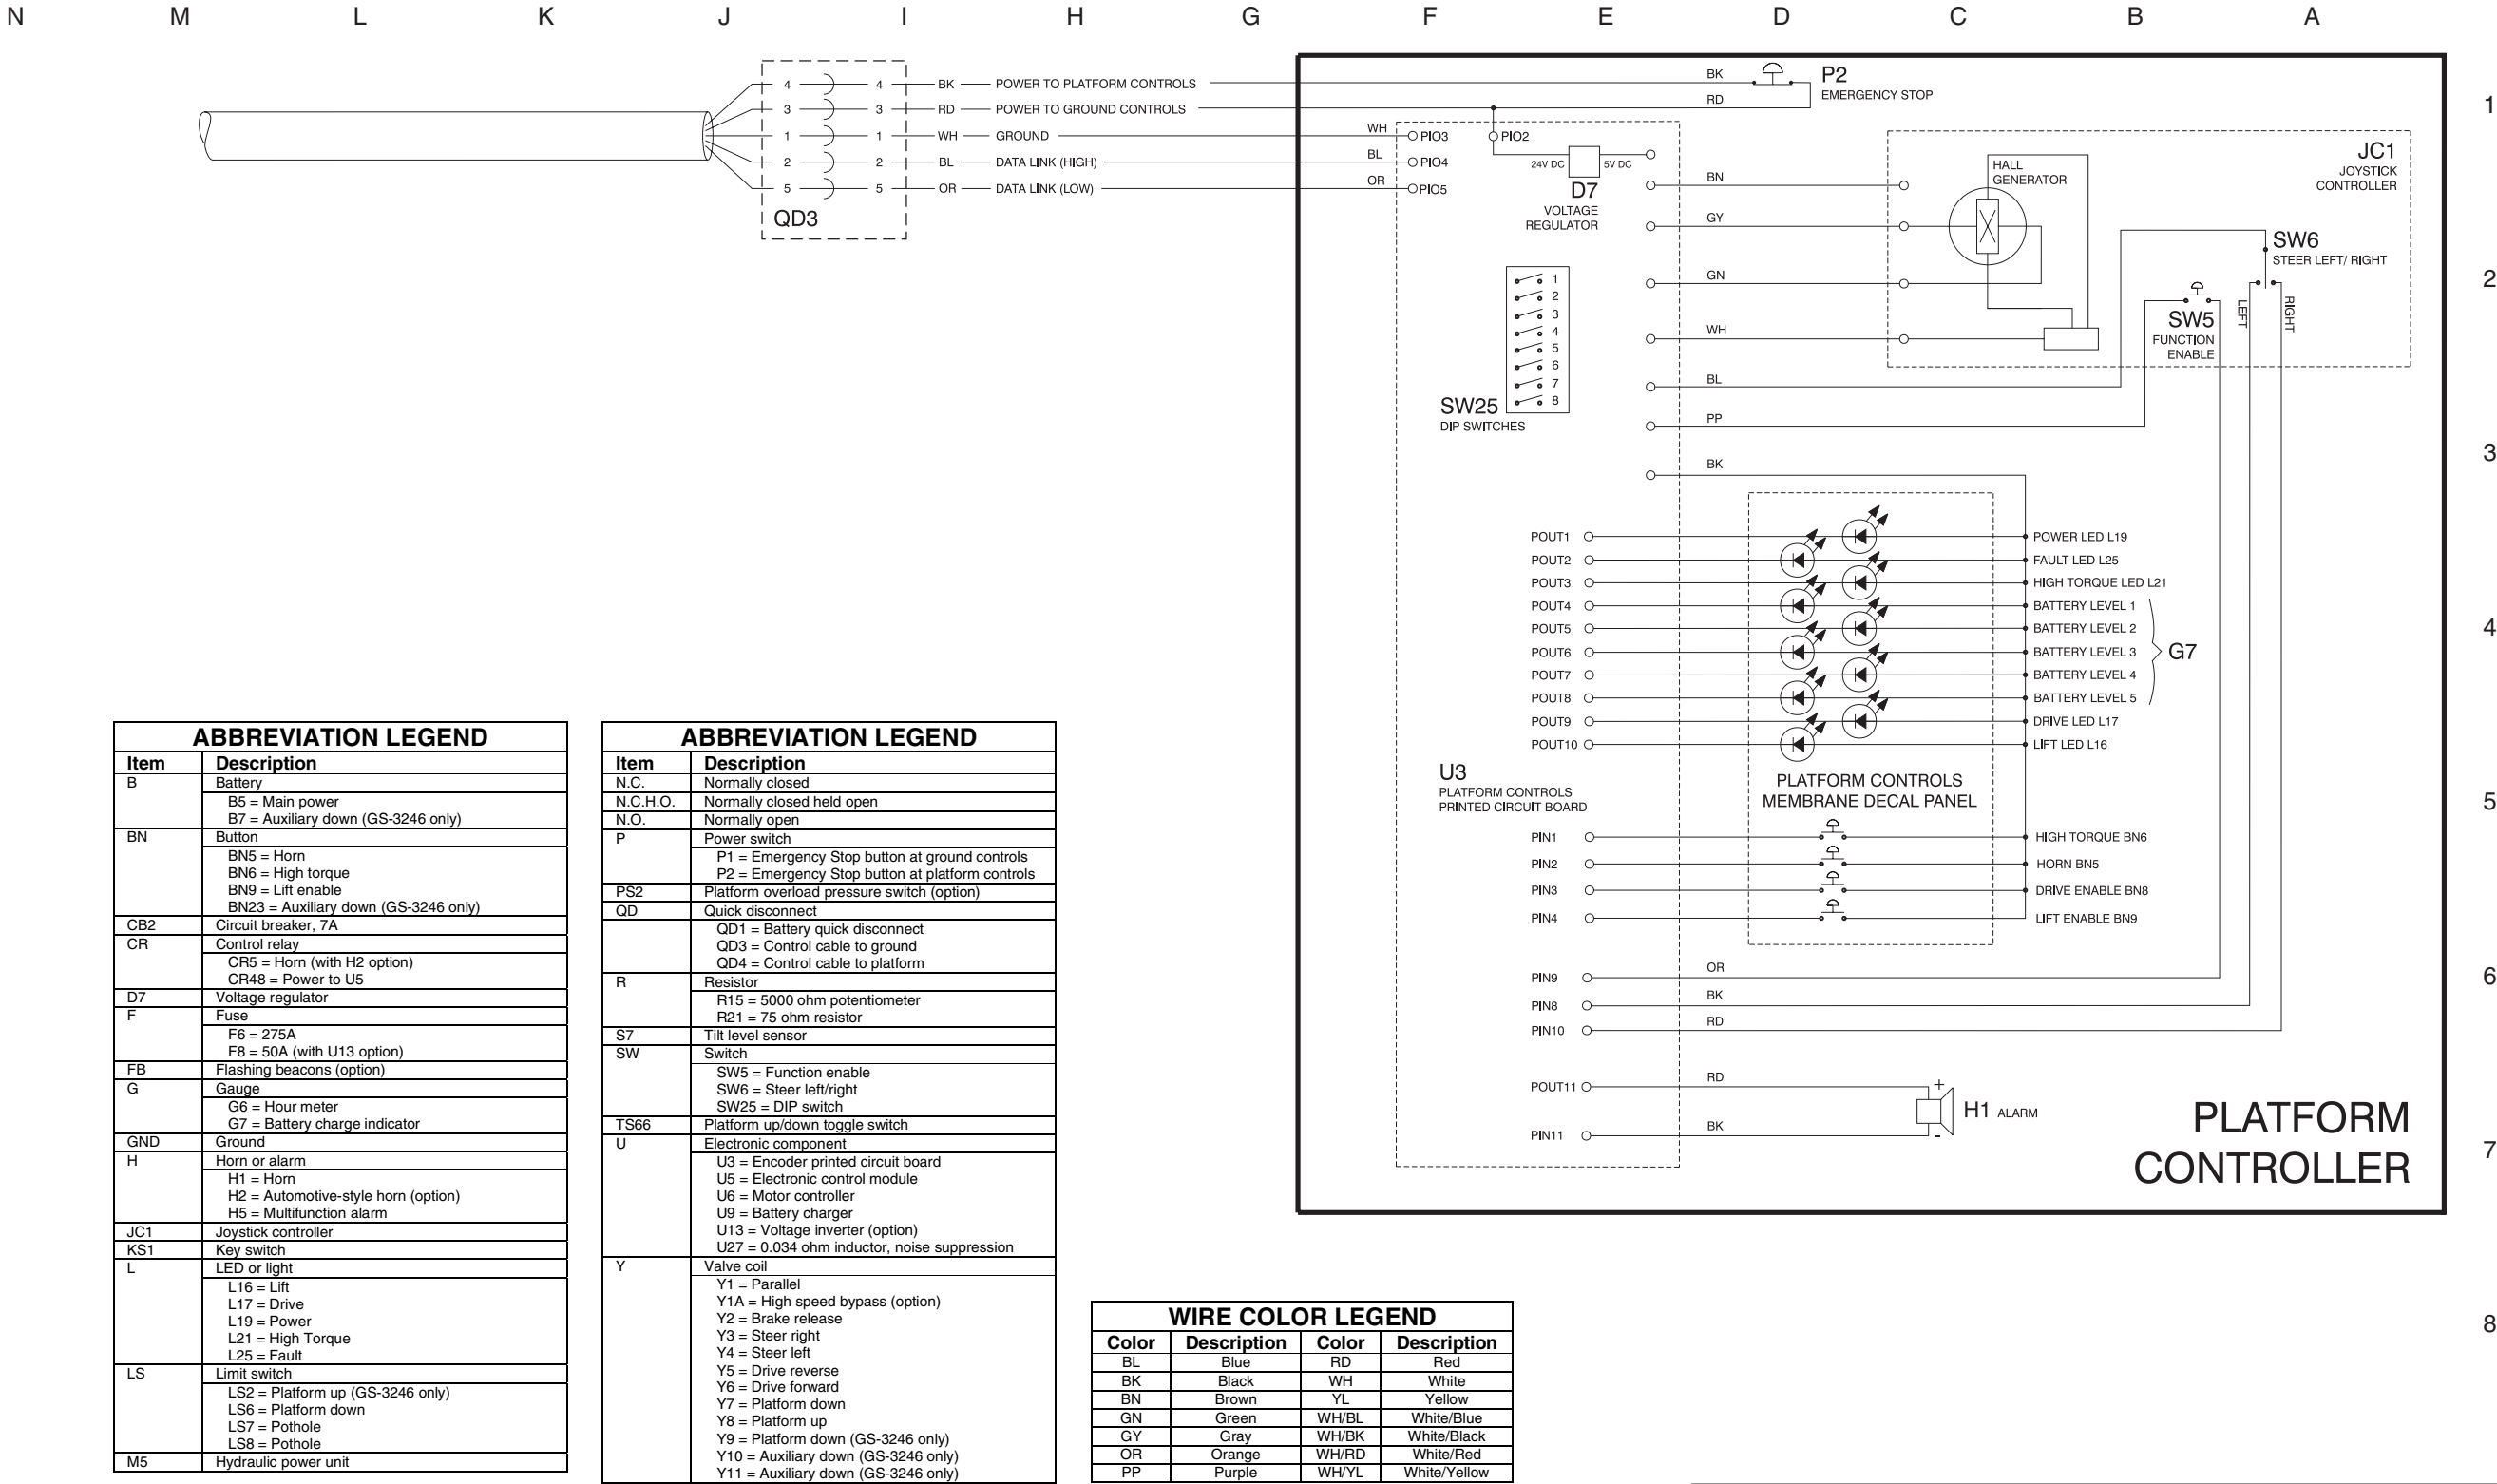 N M L K J I H G F E D C B A
1
2
3
4
5
6
7
8
4 4 BK POWER TO PLATFORM CONTROLS
3 3 RD POWER TO GROUND CONTROLS
1 1 WH GROUND
2 2 BL DATA LINK (HIGH)
5 5 OR DATA LINK (LOW)
QD3
BK P2
EMERGENCY STOP
RD
WH PIO3 PIO2
BL PIO4
OR PIO5
24V DC 5V DC
D7
VOLTAGE
REGULATOR
BN
GY
GN
WH
BL
PP
BK
HALL
GENERATOR
JC1
JOYSTICK
CONTROLLER
SW6
STEER LEFT/ RIGHT
LEFT
RIGHT
SW5
FUNCTION
ENABLE
1
2
3
4
5
6
7
8
SW25
DIP SWITCHES
POUT1 POWER LED L19
POUT2 FAULT LED L25
POUT3 HIGH TORQUE LED L21
POUT4 BATTERY LEVEL 1
POUT5 BATTERY LEVEL 2
POUT6 BATTERY LEVEL 3
G7
POUT7 BATTERY LEVEL 4
POUT8 BATTERY LEVEL 5
POUT9 DRIVE LED L17
POUT10 LIFT LED L16
U3
PLATFORM CONTROLS
PRINTED CIRCUIT BOARD
PLATFORM CONTROLS
MEMBRANE DECAL PANEL
PIN1 HIGH TORQUE BN6
PIN2 HORN BN5
PIN3 DRIVE ENABLE BN8
PIN4 LIFT ENABLE BN9
PIN9 OR
PIN8 BK
PIN10 RD
POUT11 RD +
H1 ALARM
PIN11 BK -
PLATFORM
CONTROLLER
ABBREVIATION LEGEND
Item Description
B Battery
B5 = Main power
B7 = Auxiliary down (GS-3246 only)
BN Button
BN5 = Horn
BN6 = High torque
BN9 = Lift enable
BN23 = Auxiliary down (GS-3246 only)
CB2 Circuit breaker, 7A
CR Control relay
CR5 = Horn (with H2 option)
CR48 = Power to U5
D7 Voltage regulator
F Fuse
F6 = 275A
F8 = 50A (with U13 option)
FB Flashing beacons (option)
G Gauge
G6 = Hour meter
G7 = Battery charge indicator
GND Ground
H Horn or alarm
H1 = Horn
H2 = Automotive-style horn (option)
H5 = Multifunction alarm
JC1 Joystick controller
KS1 Key switch
L LED or light
L16 = Lift
L17 = Drive
L19 = Power
L21 = High Torque
L25 = Fault
LS Limit switch
LS2 = Platform up (GS-3246 only)
LS6 = Platform down
LS7 = Pothole
LS8 = Pothole
M5 Hydraulic power unit
ABBREVIATION LEGEND
Item Description
N.C. Normally closed
N.C.H.O. Normally closed held open
N.O. Normally open
P Power switch
P1 = Emergency Stop button at ground controls
P2 = Emergency Stop button at platform controls
PS2 Platform overload pressure switch (option)
QD Quick disconnect
QD1 = Battery quick disconnect
QD3 = Control cable to ground
QD4 = Control cable to platform
R Resistor
R15 = 5000 ohm potentiometer
R21 = 75 ohm resistor
S7 Tilt level sensor
SW Switch
SW5 = Function enable
SW6 = Steer left/right
SW25 = DIP switch
TS66 Platform up/down toggle switch
U Electronic component
U3 = Encoder printed circuit board
U5 = Electronic control module
U6 = Motor controller
U9 = Battery charger
U13 = Voltage inverter (option)
U27 = 0.034 ohm inductor, noise suppression
Y Valve coil
Y1 = Parallel
Y1A = High speed bypass (option)
Y2 = Brake release
Y3 = Steer right
Y4 = Steer left
Y5 = Drive reverse
Y6 = Drive forward
Y7 = Platform down
Y8 = Platform up
Y9 = Platform down (GS-3246 only)
Y10 = Auxiliary down (GS-3246 only)
Y11 = Auxiliary down (GS-3246 only)
WIRE COLOR LEGEND
Color Description Color Description
BL Blue RD Red
BK Black WH White
BN Brown YL Yellow
GN Green WH/BL White/Blue
GY Gray WH/BK White/Black
OR Orange WH/RD White/Red
PP Purple WH/YL White/Yellow